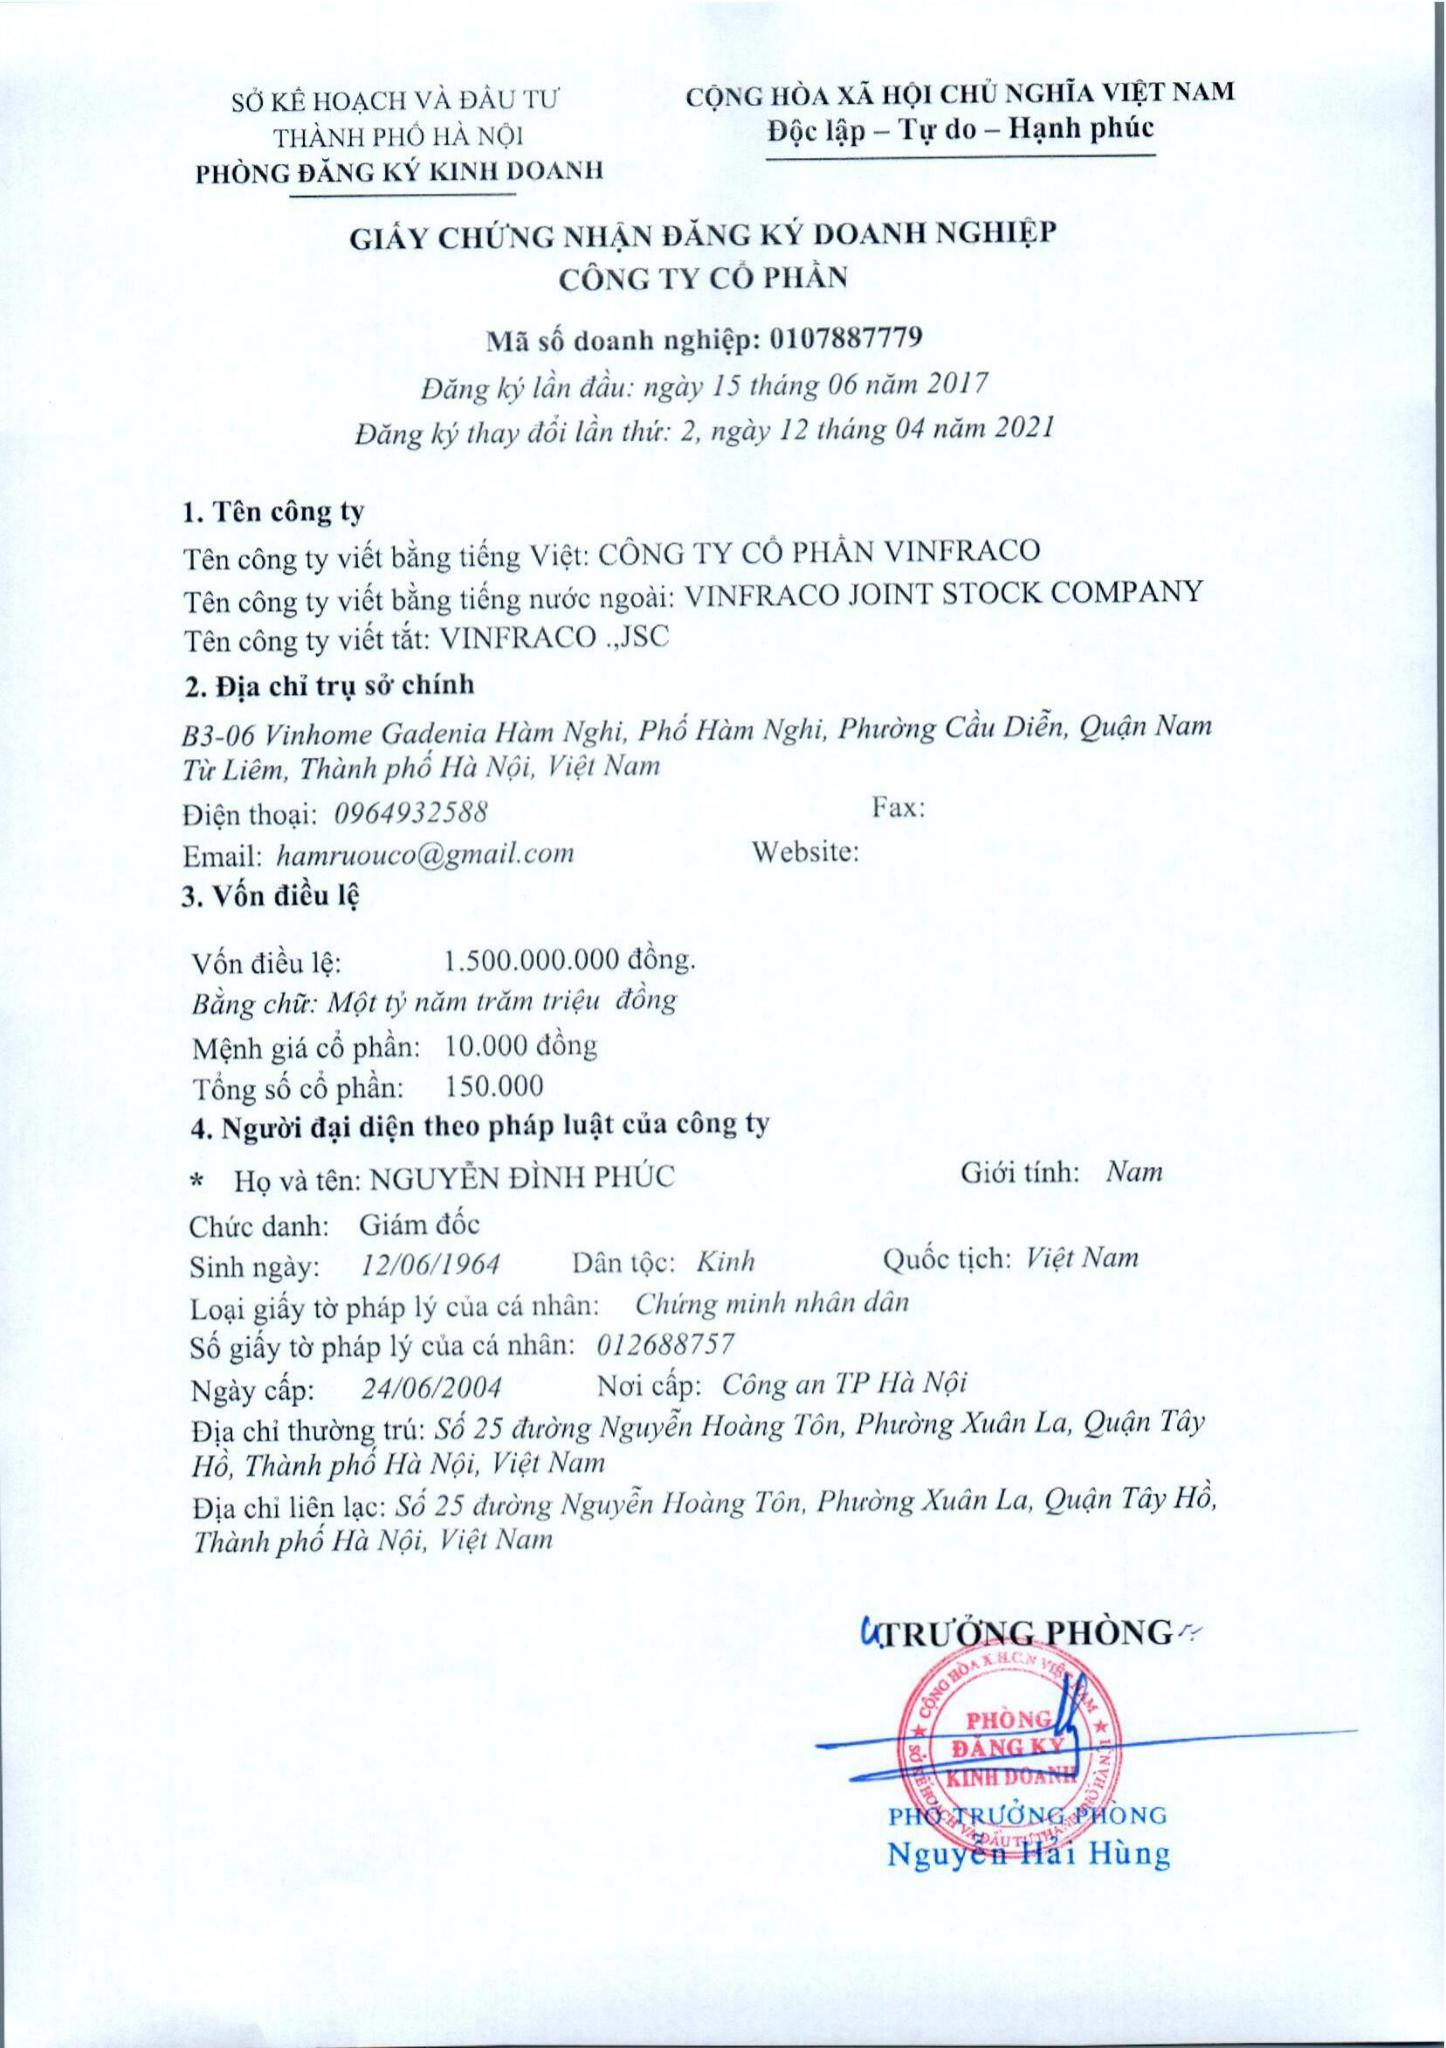 SỞ KẾ HOẠCH VÀ ĐẦU TƯ
THÀNH PHỐ HÀ NỘI
PHÒNG ĐĂNG KÝ KINH DOANH
CỘNG HÒA XÃ HỘI CHỦ NGHĨA VIỆT NAM
Độc lập – Tự do – Hạnh phúc
GIẤY CHỨNG NHẬN ĐĂNG KÝ DOANH NGHIỆP
CÔNG TY CỔ PHẦN
Mã số doanh nghiệp: 0107887779
Đăng ký lần đầu: ngày 15 tháng 06 năm 2017
Đăng ký thay đổi lần thứ: 2, ngày 12 tháng 04 năm 2021
1. Tên công ty
Tên công ty viết bằng tiếng Việt: CÔNG TY CỔ PHẦN VINFRACO
Tên công ty viết bằng tiếng nước ngoài: VINFRACO JOINT STOCK COMPANY
Tên công ty viết tắt: VINFRACO .,JSC
2. Địa chỉ trụ sở chính
B3-06 Vinhome Gadenia Hàm Nghi, Phố Hàm Nghi, Phường Cầu Diễn, Quận Nam
Từ Liêm, Thành phố Hà Nội, Việt Nam
Điện thoại: 0964932588 Fax:
Email: hamruouco@gmail.com Website:
3. Vốn điều lệ
Vốn điều lệ: 1.500.000.000 đồng.
Bằng chữ: Một tỷ năm trăm triệu đồng
Mệnh giá cổ phần: 10.000 đồng
Tổng số cổ phần: 150.000
4. Người đại diện theo pháp luật của công ty
* Họ và tên: NGUYỄN ĐÌNH PHÚC Giới tính: Nam
Chức danh: Giám đốc
Sinh ngày: 12/06/1964 Dân tộc: Kinh Quốc tịch: Việt Nam
Loại giấy tờ pháp lý của cá nhân: Chứng minh nhân dân
Số giấy tờ pháp lý của cá nhân: 012688757
Ngày cấp: 24/06/2004 Nơi cấp: Công an TP Hà Nội
Địa chỉ thường trú: Số 25 đường Nguyễn Hoàng Tôn, Phường Xuân La, Quận Tây
Hồ, Thành phố Hà Nội, Việt Nam
Địa chỉ liên lạc: Số 25 đường Nguyễn Hoàng Tôn, Phường Xuân La, Quận Tây Hồ,
Thành phố Hà Nội, Việt Nam
TRƯỞNG PHÒNG
CỘNG HÒA X.H.C.N VIỆT NAM
PHÒNG
ĐĂNG KÝ
KINH DOANH
SỞ KẾ HOẠCH VÀ ĐẦU TƯ THÀNH PHỐ HÀ NỘI
PHÓ TRƯỞNG PHÒNG
Nguyễn Hải Hùng